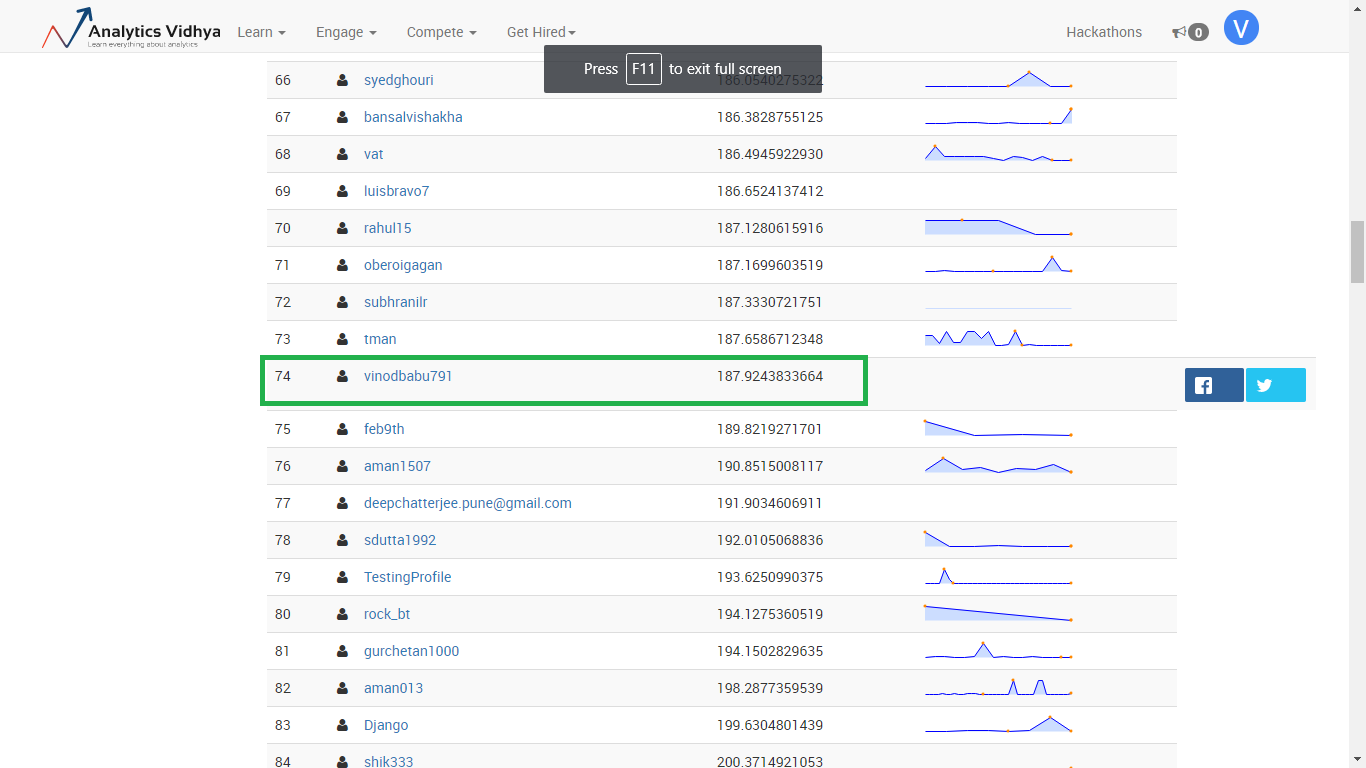 Analytics Vidhya
Learn everything about analytics
Learn Engage Compete Get Hired Hackathons 0 V
Press F11 to exit full screen
66 syedghouri 186.0540275322
67 bansalvishakha 186.3828755125
68 vat 186.4945922930
69 luisbravo7 186.6524137412
70 rahul15 187.1280615916
71 oberoigagan 187.1699603519
72 subhranilr 187.3330721751
73 tman 187.6586712348
74 vinodbabu791 187.9243833664
75 feb9th 189.8219271701
76 aman1507 190.8515008117
77 deepchatterjee.pune@gmail.com 191.9034606911
78 sdutta1992 192.0105068836
79 TestingProfile 193.6250990375
80 rock_bt 194.1275360519
81 gurchetan1000 194.1502829635
82 aman013 198.2877359539
83 Django 199.6304801439
84 shik333 200.3714921053